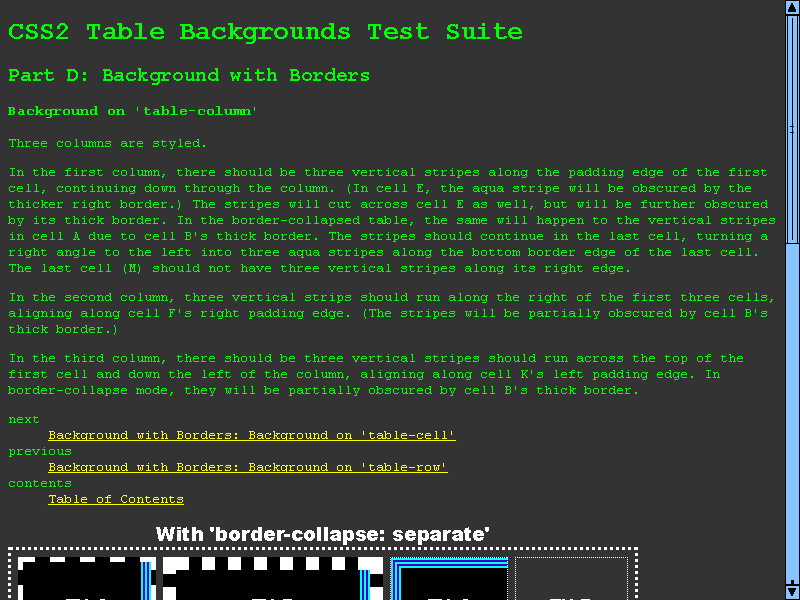 CSS2 Table Backgrounds Test Suite
Part D: Background with Borders
Background on 'table-column'
Three columns are styled.
In the first column, there should be three vertical stripes along the padding edge of the first
cell, continuing down through the column. (In cell E, the aqua stripe will be obscured by the
thicker right border.) The stripes will cut across cell E as well, but will be further obscured
by its thick border. In the border-collapsed table, the same will happen to the vertical stripes
in cell A due to cell B's thick border. The stripes should continue in the last cell, turning a
right angle to the left into three aqua stripes along the bottom border edge of the last cell.
The last cell (M) should not have three vertical stripes along its right edge.
In the second column, three vertical strips should run along the right of the first three cells,
aligning along cell F's right padding edge. (The stripes will be partially obscured by cell B's
thick border.)
In the third column, there should be three vertical stripes should run across the top of the
first cell and down the left of the column, aligning along cell K's left padding edge. In
border-collapse mode, they will be partially obscured by cell B's thick border.
next
Background with Borders: Background on 'table-cell'
previous
Background with Borders: Background on 'table-row'
contents
Table of Contents
With 'border-collapse: separate'